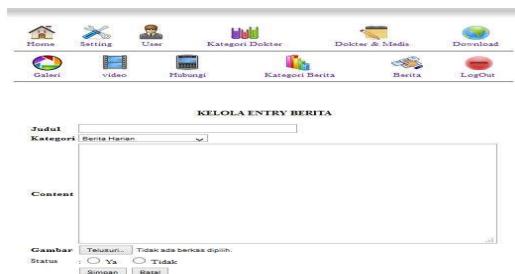 Home Setting User Kategori Dokter Dokter & Medis Download
Galeri video Hubungi Kategori Berita Berita LogOut
KELOLA ENTRY BERITA
Judul
Kategori Berita Harian
Content
Gambar Telusuri... Tidak ada berkas dipilih.
Status : Ya Tidak
Simpan Batal